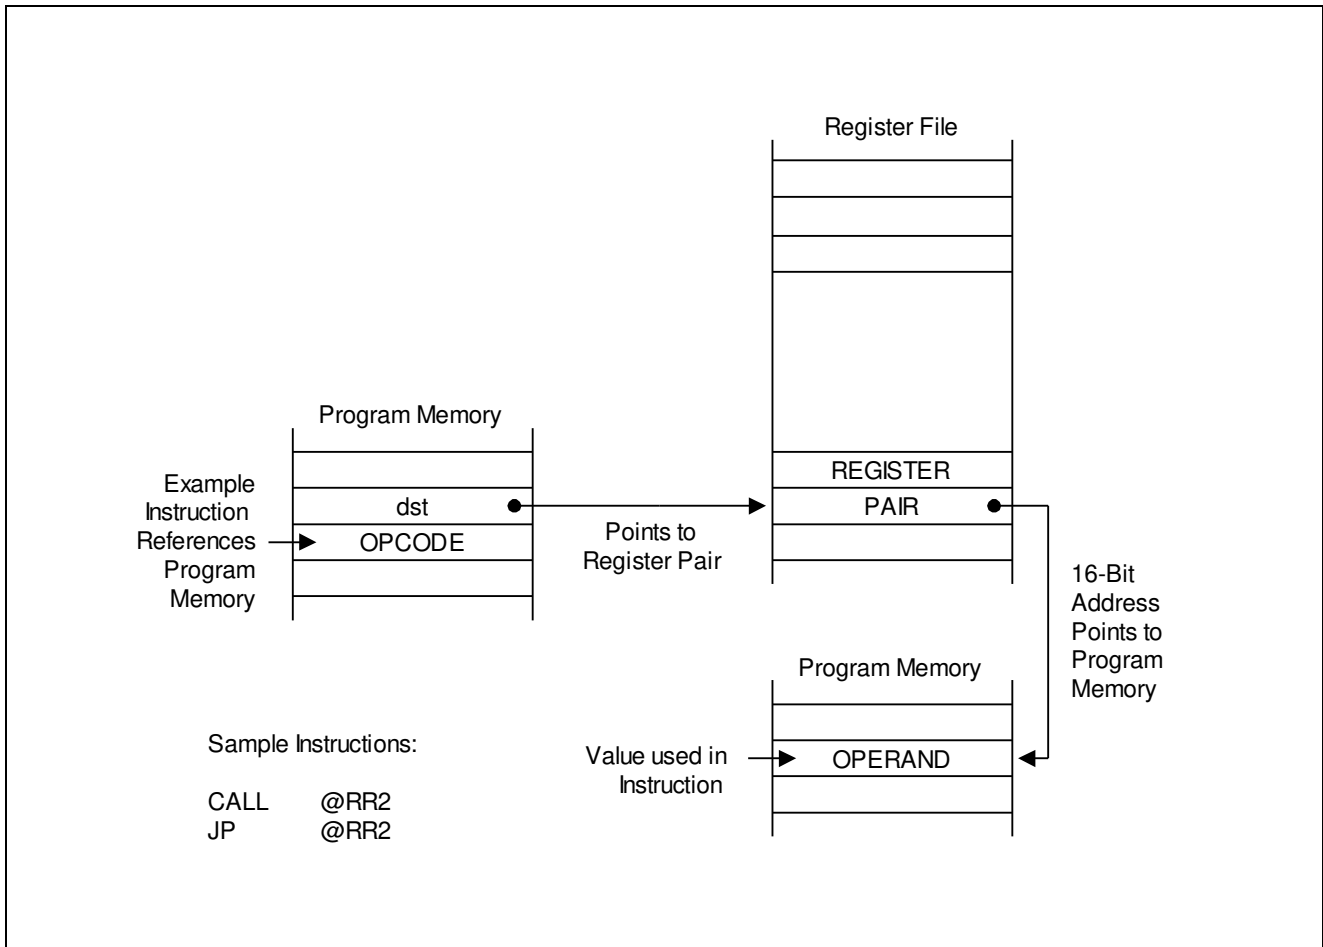 Register File
Program Memory
Example
Instruction
References
Program
Memory
dst
OPCODE
Points to
Register Pair
REGISTER
PAIR
16-Bit
Address
Points to
Program
Memory
Program Memory
Value used in
Instruction
OPERAND
Sample Instructions:
CALL @RR2
JP @RR2